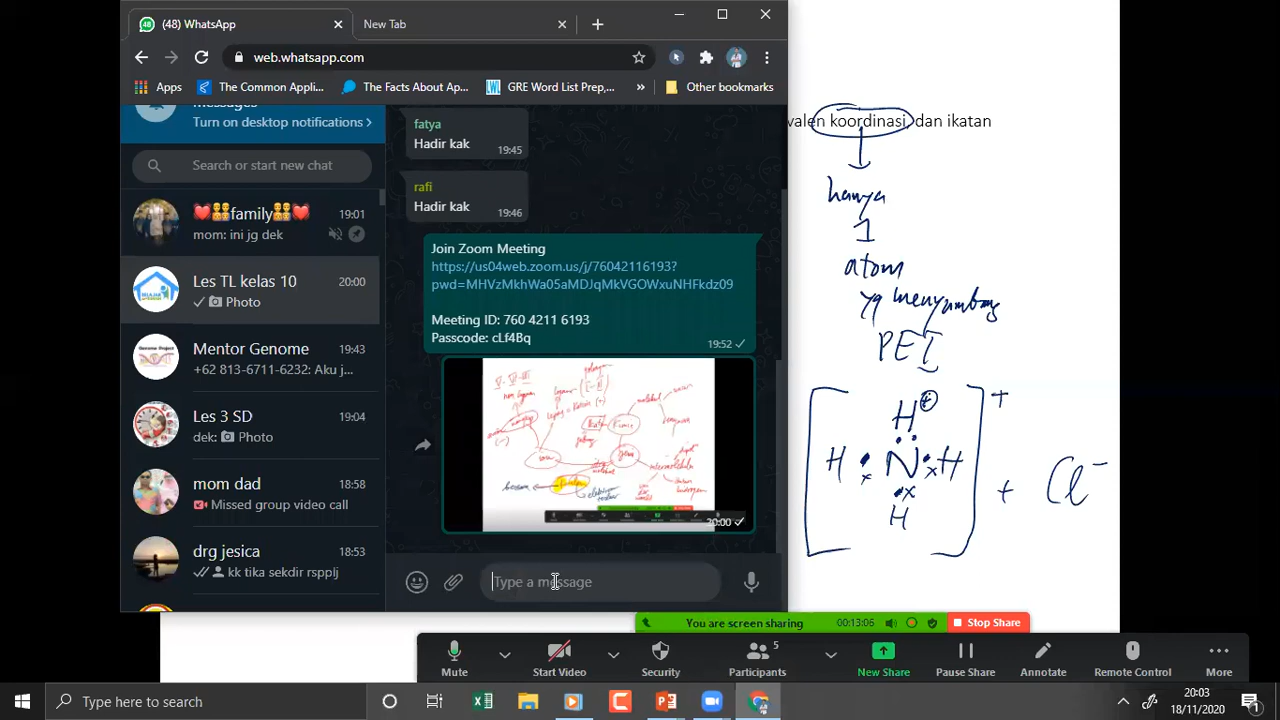 (48) WhatsApp
New Tab
web.whatsapp.com
Apps
The Common Appli...
The Facts About Ap...
GRE Word List Prep,...
»
Other bookmarks
messages
Turn on desktop notifications >
Search or start new chat
family
19:01
mom: ini jg dek
Les TL kelas 10
20:00
Photo
Mentor Genome
19:43
+62 813-6711-6232: Aku j...
Les 3 SD
19:04
dek: Photo
mom dad
18:58
Missed group video call
drg jesica
18:53
kk tika sekdir rspplj
fatya
Hadir kak
19:45
rafi
Hadir kak
19:46
Join Zoom Meeting
https://us04web.zoom.us/j/76042116193?
pwd=MHVzMkhWa05aMDJqMkVGOWxuNHFkdz09
Meeting ID: 760 4211 6193
Passcode: cLf4Bq
19:52
20:00
Type a message
valen koordinasi, dan ikatan
hanya
1
atom
yg menyumbang
PET
H +
H N H
H
+
+ Cl-
You are screen sharing
00:13:06
Stop Share
Mute
Start Video
Security
5
Participants
New Share
Pause Share
Annotate
Remote Control
More
Type here to search
20:03
18/11/2020
1